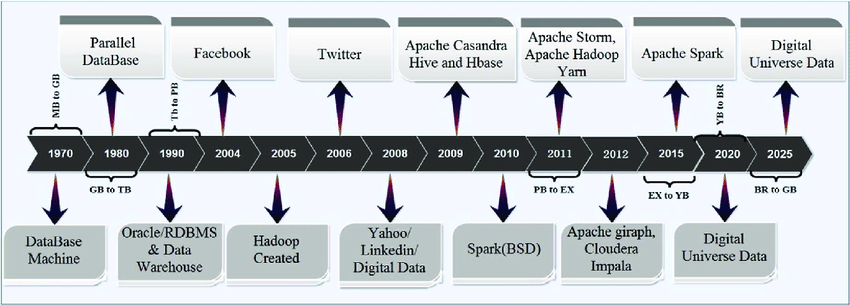 Parallel
DataBase
Facebook
Twitter
Apache Casandra
Hive and Hbase
Apache Storm,
Apache Hadoop
Yarn
Apache Spark
Digital
Universe Data
MB to GB
Tb to PB
YB to BR
1970
1980
1990
2004
2005
2006
2008
2009
2010
2011
2012
2015
2020
2025
GB to TB
PB to EX
EX to YB
BR to GB
DataBase
Machine
Oracle/RDBMS
& Data
Warehouse
Hadoop
Created
Yahoo/
Linkedin/
Digital Data
Spark(BSD)
Apache giraph,
Cloudera
Impala
Digital
Universe Data